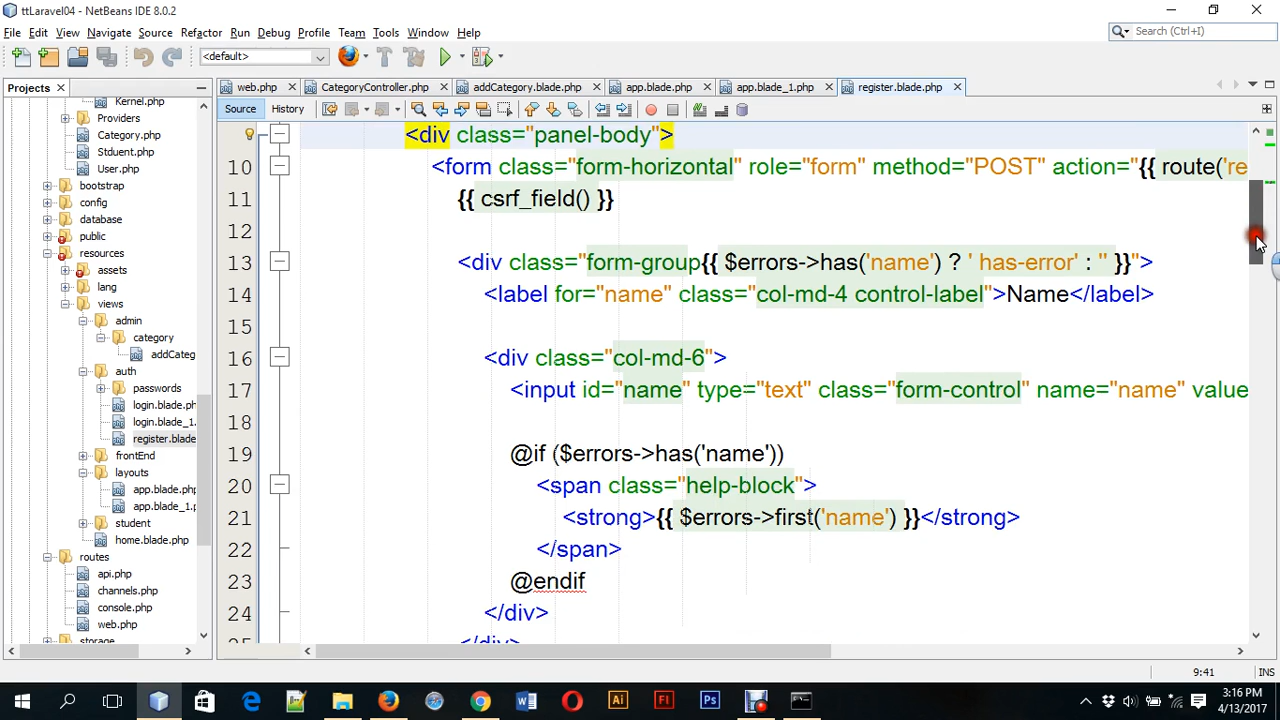 ttLaravel04 - NetBeans IDE 8.0.2
File Edit View Navigate Source Refactor Run Debug Profile Team Tools Window Help
Search (Ctrl+I)
<default>
Projects
web.php CategoryController.php addCategory.blade.php app.blade.php app.blade_1.php register.blade.php
Source History
Kernel.php
Providers
Category.php
Stduent.php
User.php
bootstrap
config
database
public
resources
assets
lang
views
admin
category
addCateg
auth
passwords
login.blade.ph
login.blade_1.
register.blade
frontEnd
layouts
app.blade.php
app.blade_1.p
student
home.blade.php
routes
api.php
channels.php
console.php
web.php
storage
<div class="panel-body">
10 <form class="form-horizontal" role="form" method="POST" action="{{ route('re
11 {{ csrf_field() }}
12
13 <div class="form-group{{ $errors->has('name') ? ' has-error' : '' }}">
14 <label for="name" class="col-md-4 control-label">Name</label>
15
16 <div class="col-md-6">
17 <input id="name" type="text" class="form-control" name="name" value
18
19 @if ($errors->has('name'))
20 <span class="help-block">
21 <strong>{{ $errors->first('name') }}</strong>
22 </span>
23 @endif
24 </div>
25 </div>
9:41 INS
3:16 PM
4/13/2017